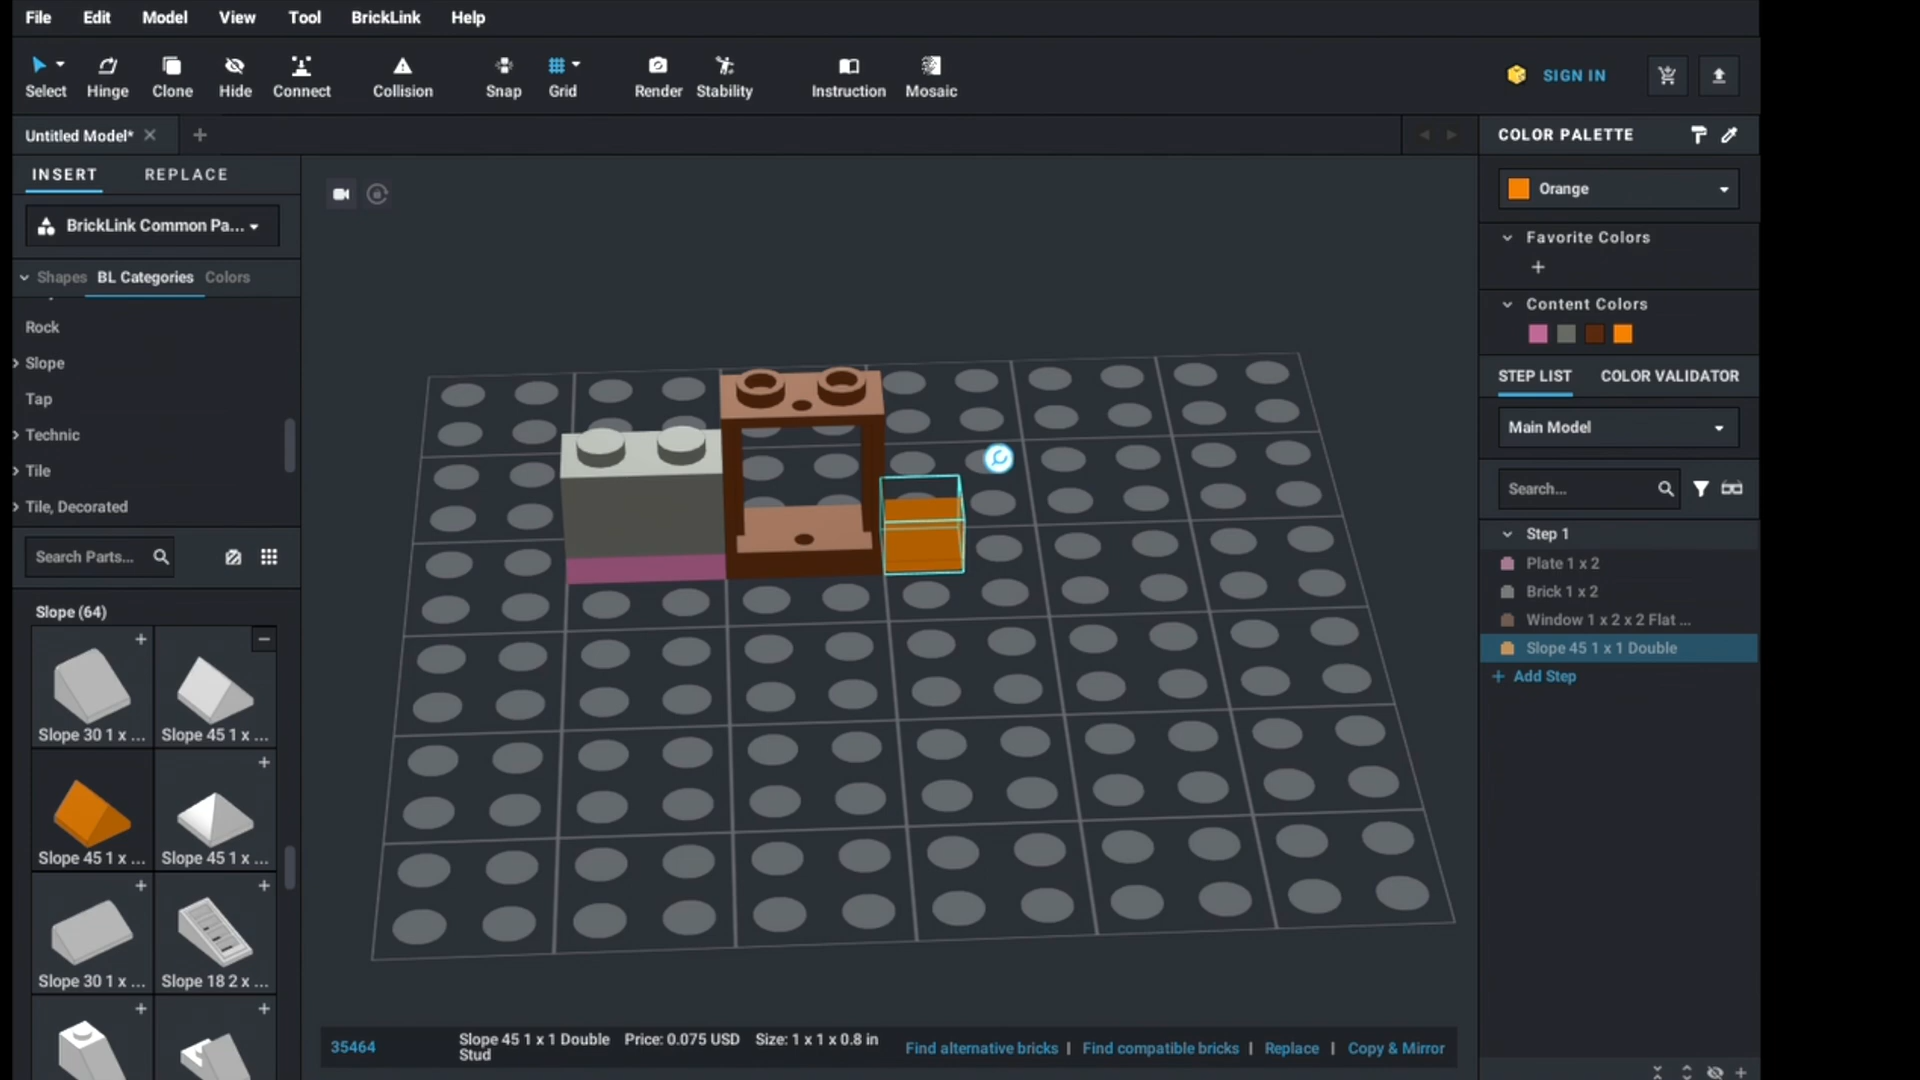 File Edit Model View Tool BrickLink Help
Select Hinge Clone Hide Connect Collision Snap Grid Render Stability Instruction Mosaic
SIGN IN
Untitled Model*
INSERT REPLACE
BrickLink Common Pa...
Shapes BL Categories Colors
Rock
Slope
Tap
Technic
Tile
Tile, Decorated
Search Parts...
Slope (64)
Slope 30 1 x ... Slope 45 1 x ...
Slope 45 1 x ... Slope 45 1 x ...
Slope 30 1 x ... Slope 18 2 x ...
35464
Slope 45 1 x 1 Double Price: 0.075 USD Size: 1 x 1 x 0.8 in
Stud
Find alternative bricks | Find compatible bricks | Replace | Copy & Mirror
COLOR PALETTE
Orange
Favorite Colors
Content Colors
STEP LIST COLOR VALIDATOR
Main Model
Search...
Step 1
Plate 1 x 2
Brick 1 x 2
Window 1 x 2 x 2 Flat ...
Slope 45 1 x 1 Double
+ Add Step